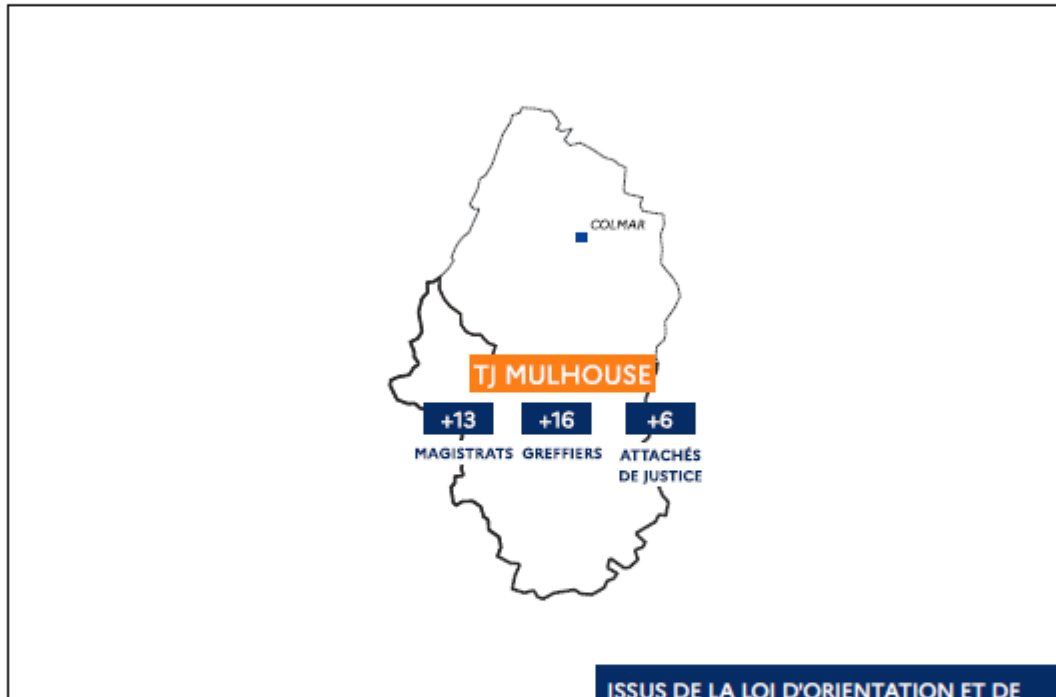 COLMAR
TJ MULHOUSE
+13 +16 +6
MAGISTRATS GREFFIERS ATTACHÉS
DE JUSTICE
ISSUS DE LA LOI D'ORIENTATION ET DE